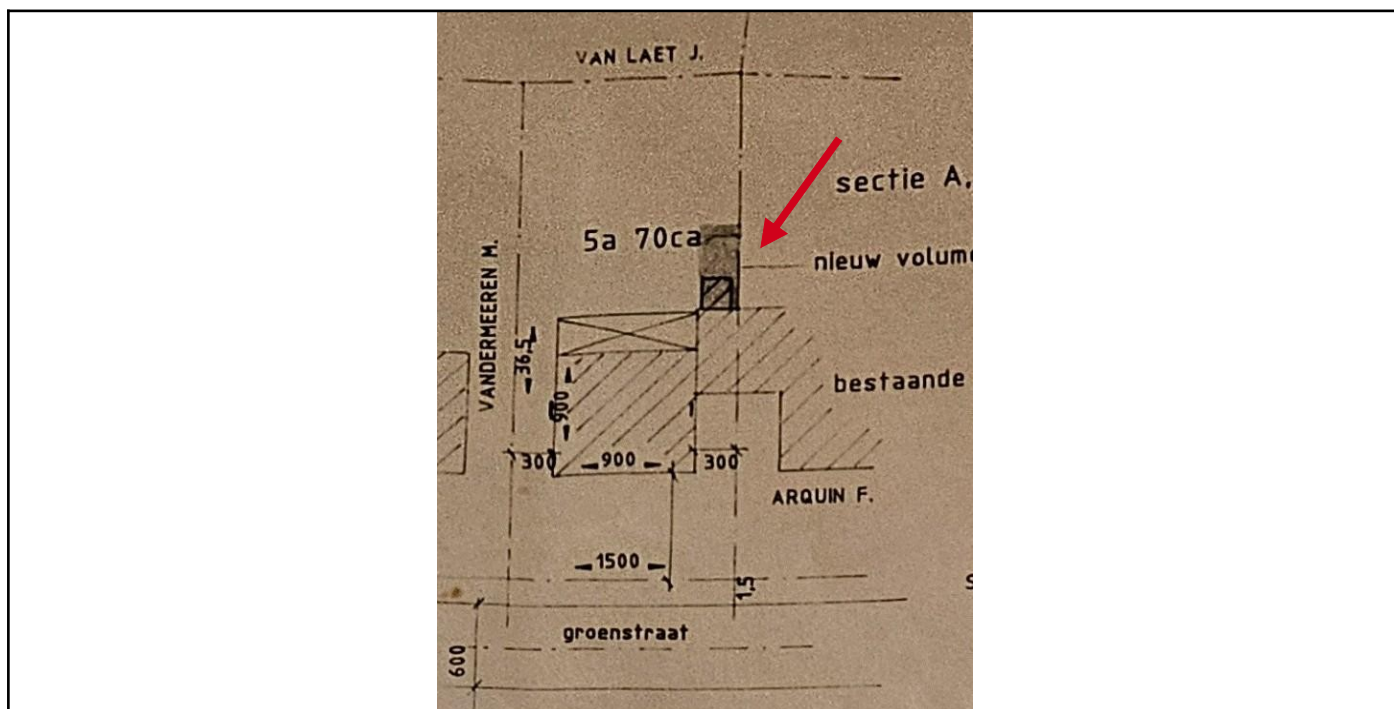 VAN LAET J.
sectie A.
5a 70ca
nieuw volume
VANDERMEEREN M.
36,5
900
bestaande
300
900
300
ARQUIN F.
1500
1,5
S
groenstraat
600